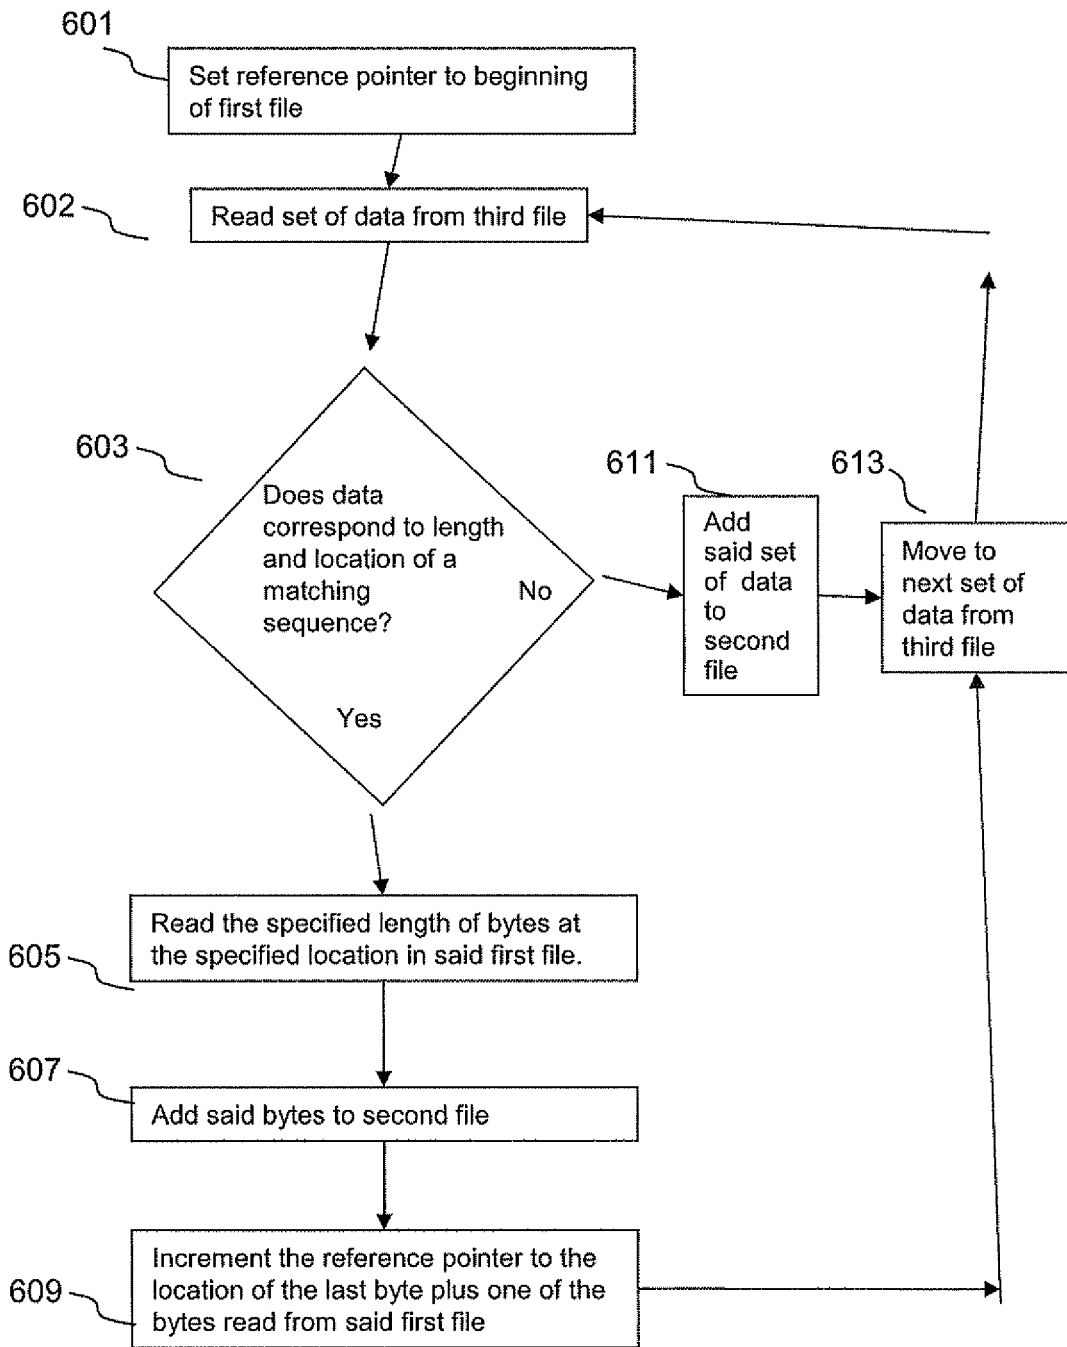 601
Set reference pointer to beginning
of first file
602
Read set of data from third file
603
Does data
correspond to length
and location of a
matching
sequence?
No
Yes
611
Add
said set
of data
to
second
file
613
Move to
next set of
data from
third file
Read the specified length of bytes at
the specified location in said first file.
605
607
Add said bytes to second file
Increment the reference pointer to the
location of the last byte plus one of the
bytes read from said first file
609